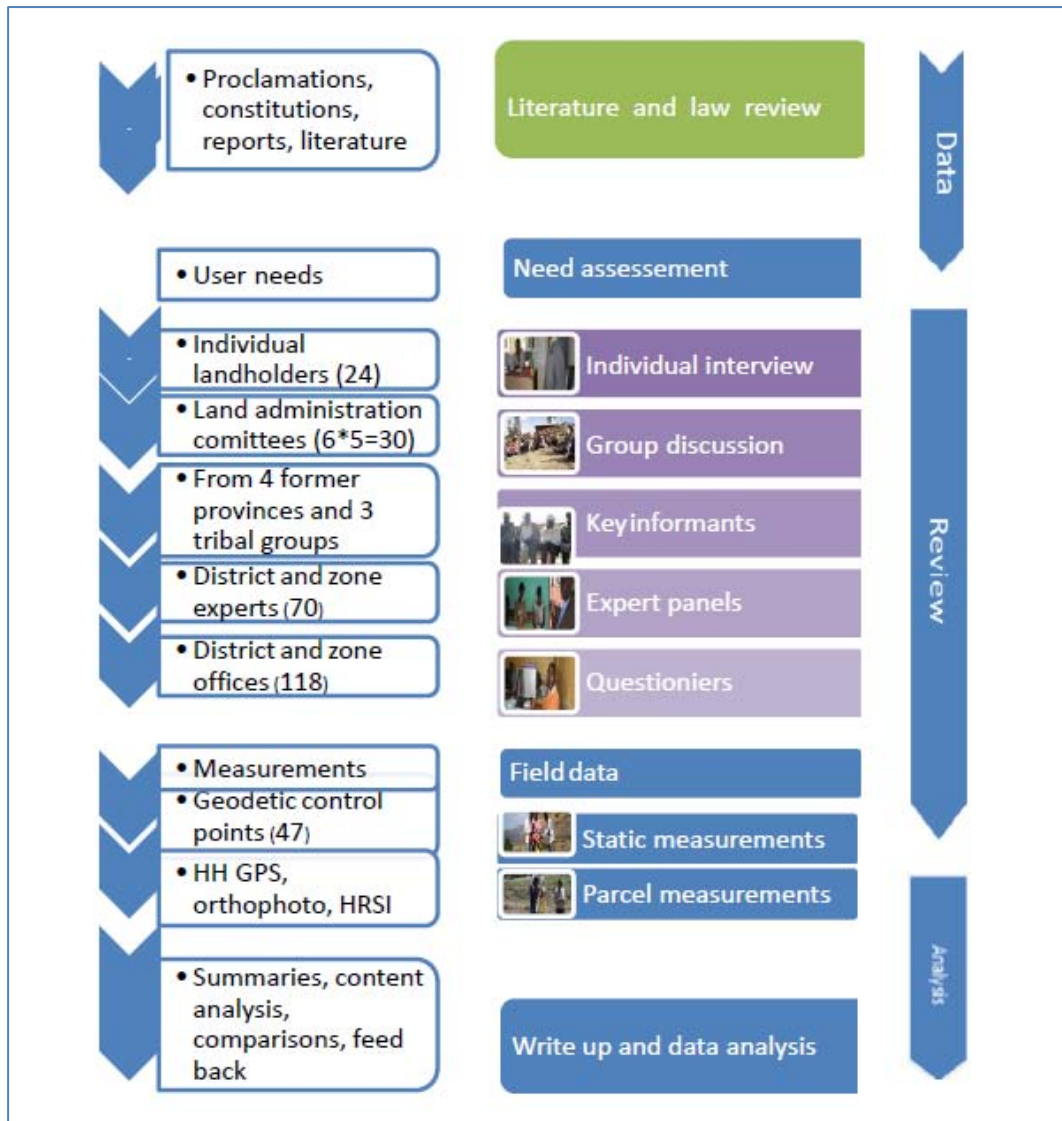 • Proclamations,
constitutions,
reports, literature
Literature and law review
Data
• User needs
Need assessement
• Individual
landholders (24)
Individual interview
• Land administration
comittees (6*5=30)
Group discussion
• From 4 former
provinces and 3
tribal groups
Key informants
• District and zone
experts (70)
Expert panels
• District and zone
offices (118)
Questioniers
Review
• Measurements
Field data
Geodetic control
points (47)
Static measurements
• HH GPS,
orthophoto, HRSI
Parcel measurements
• Summaries, content
analysis,
comparisons, feed
back
Write up and data analysis
Analysis